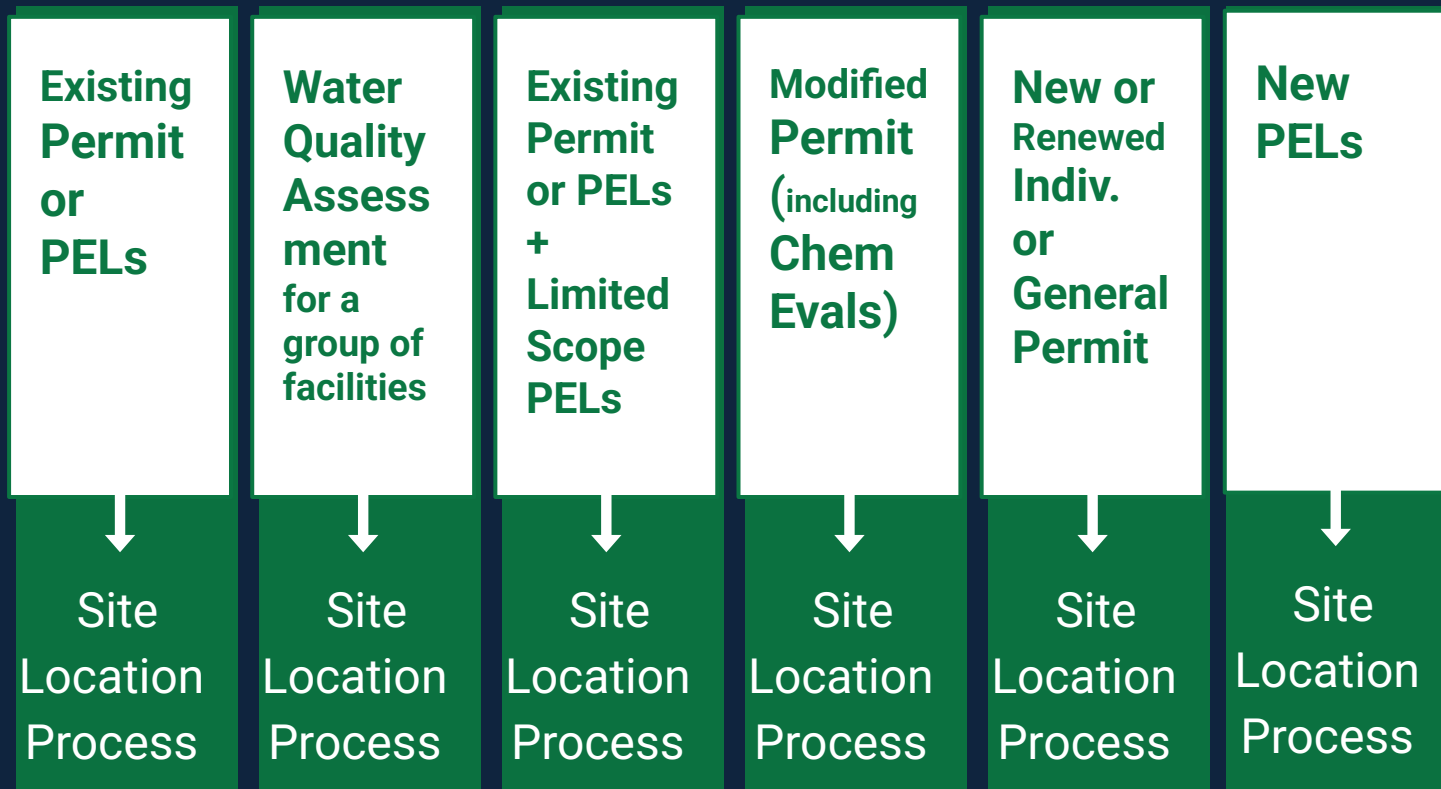 Existing
Permit
or
PELs
Site
Location
Process
Water
Quality
Assess
ment
for a
group of
facilities
Site
Location
Process
Existing
Permit
or PELs
+
Limited
Scope
PELs
Site
Location
Process
Modified
Permit
(including
Chem
Evals)
Site
Location
Process
New or
Renewed
Indiv.
or
General
Permit
Site
Location
Process
New
PELs
Site
Location
Process